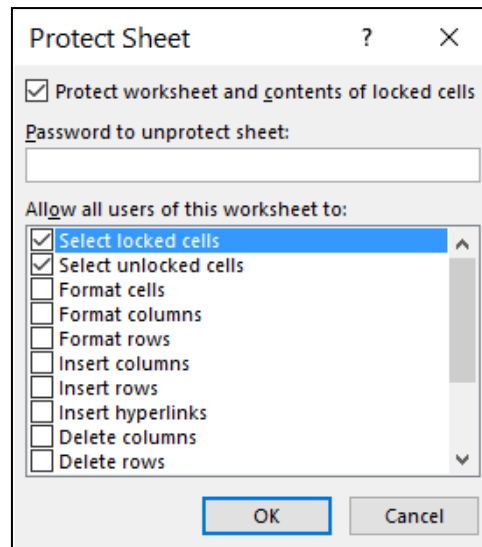 Protect Sheet ?
Protect worksheet and contents of locked cells
Password to unprotect sheet:
Allow all users of this worksheet to:
Select locked cells
Select unlocked cells
Format cells
Format columns
Format rows
Insert columns
Insert rows
Insert hyperlinks
Delete columns
Delete rows
OK Cancel